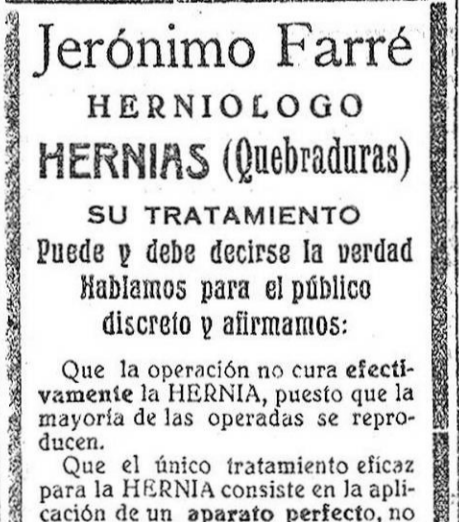 Jerónimo Farré
HERNIOLOGO
HERNIAS (Quebraduras)
SU TRATAMIENTO
Puede y debe decirse la verdad
Hablamos para el público
discreto y afirmamos:
Que la operación no cura efecti-
vamente la HERNIA, puesto que la
mayoría de las operadas se repro-
ducen.
Que el único tratamiento eficaz
para la HERNIA consiste en la apli-
cación de un aparato perfecto, no